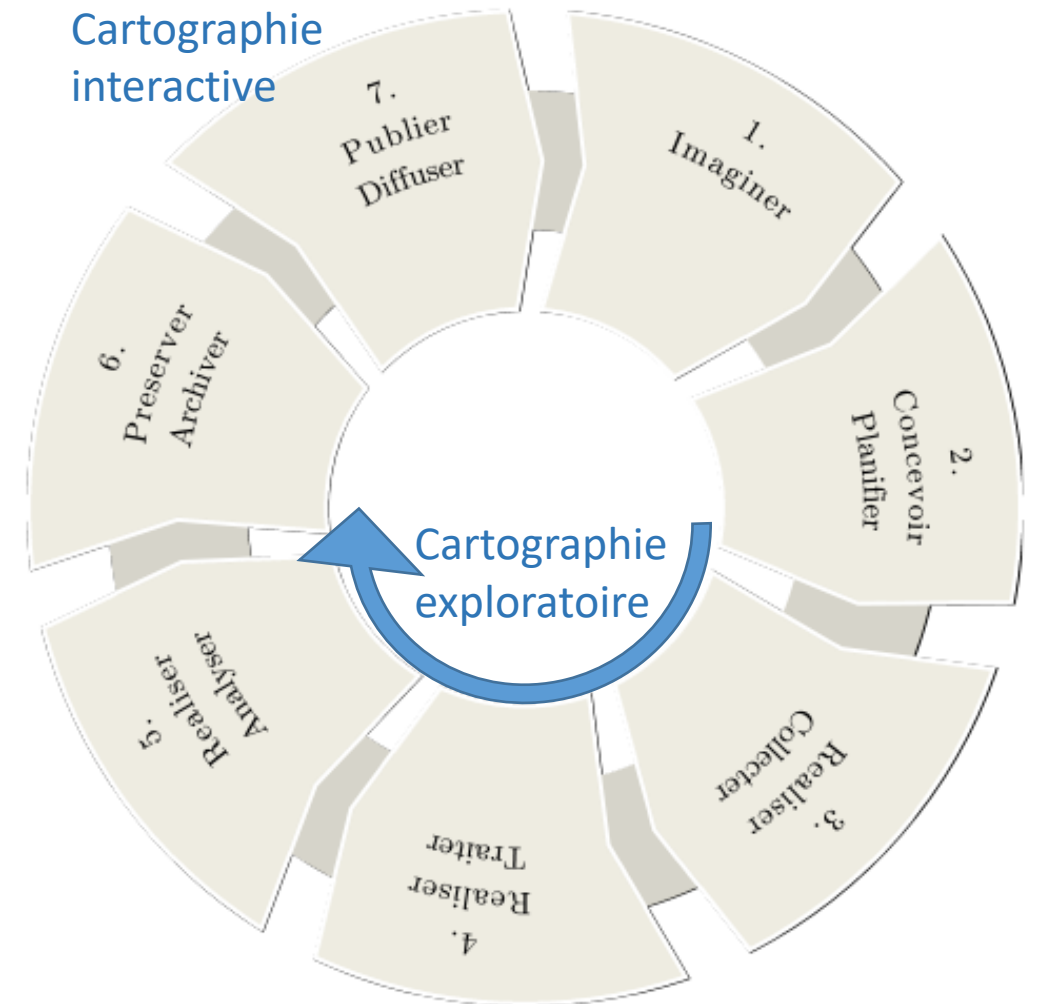 Cartographie
interactive
1.
Imaginer
2.
Concevoir
Planifier
3.
Realiser
Collecter
4.
Realiser
Traiter
5.
Realiser
Analyser
6.
Preserver
Archiver
7.
Publier
Diffuser
Cartographie
exploratoire